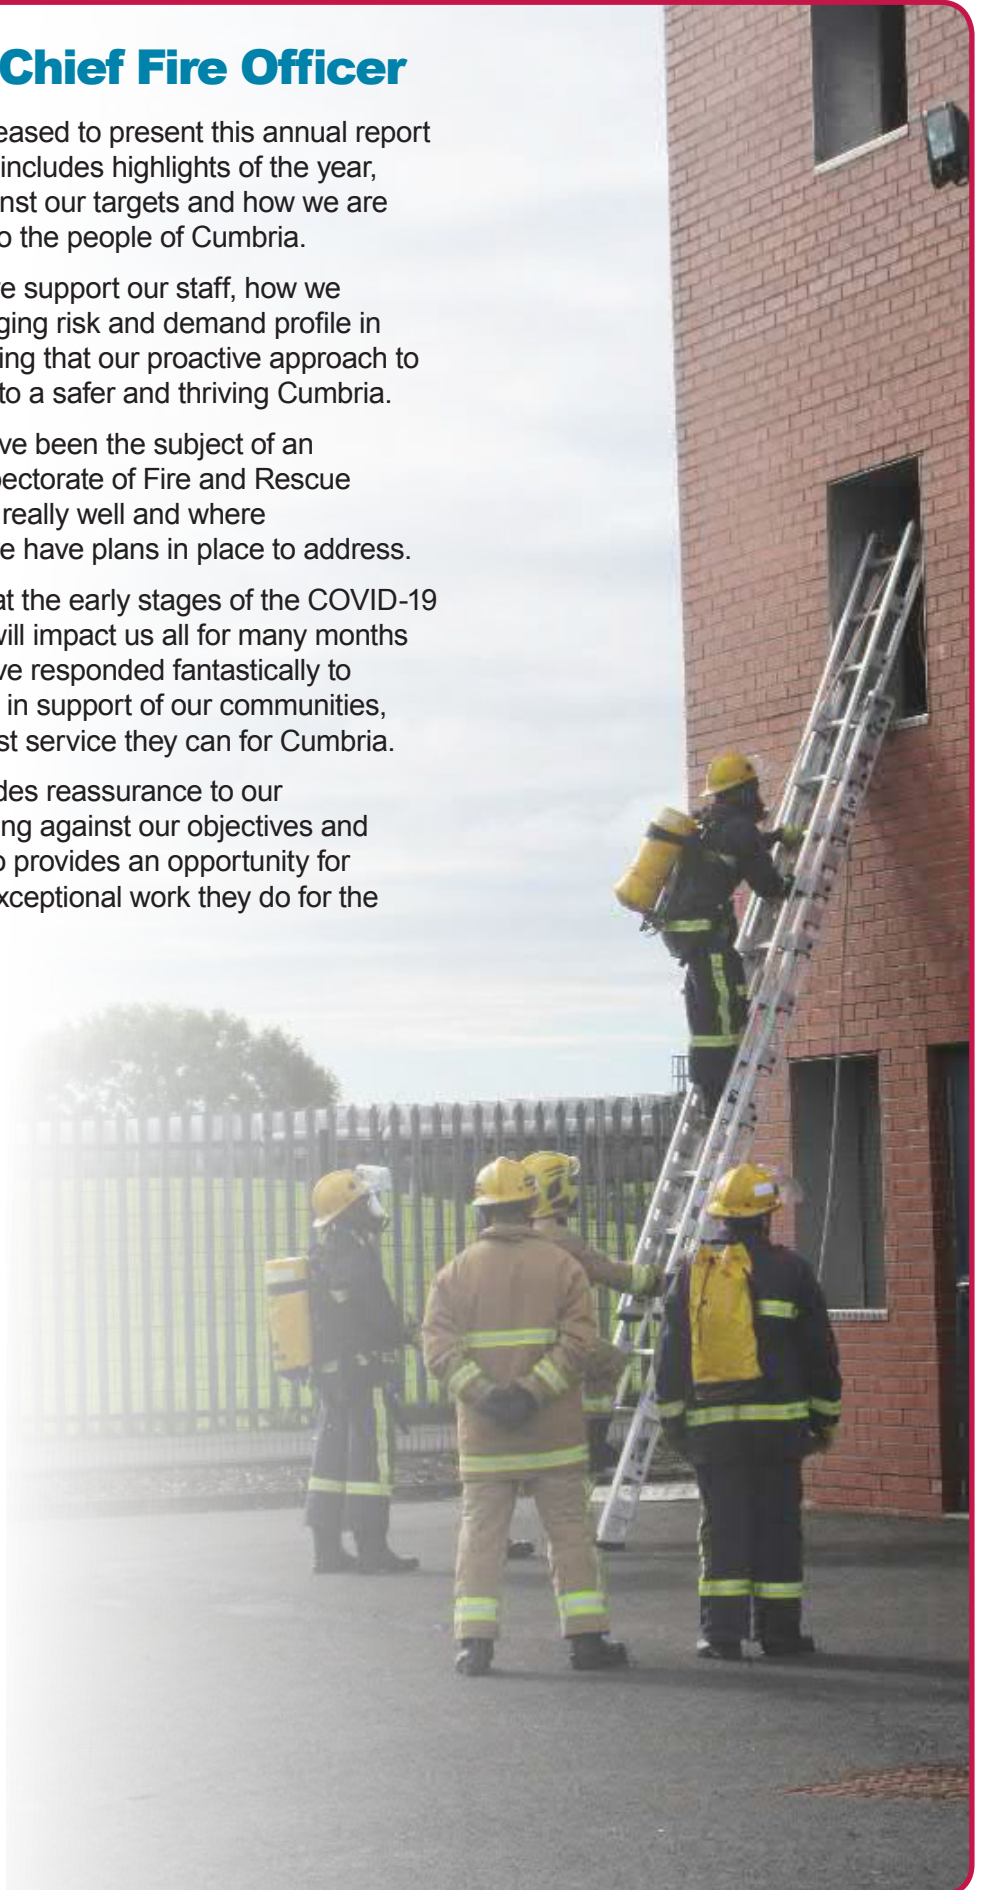 Chief Fire Officer
eased to present this annual report
includes highlights of the year,
nst our targets and how we are
o the people of Cumbria.
e support our staff, how we
ging risk and demand profile in
ing that our proactive approach to
to a safer and thriving Cumbria.
ve been the subject of an
pectorate of Fire and Rescue
really well and where
e have plans in place to address.
at the early stages of the COVID-19
will impact us all for many months
ve responded fantastically to
in support of our communities,
st service they can for Cumbria.
des reassurance to our
ng against our objectives and
o provides an opportunity for
exceptional work they do for the